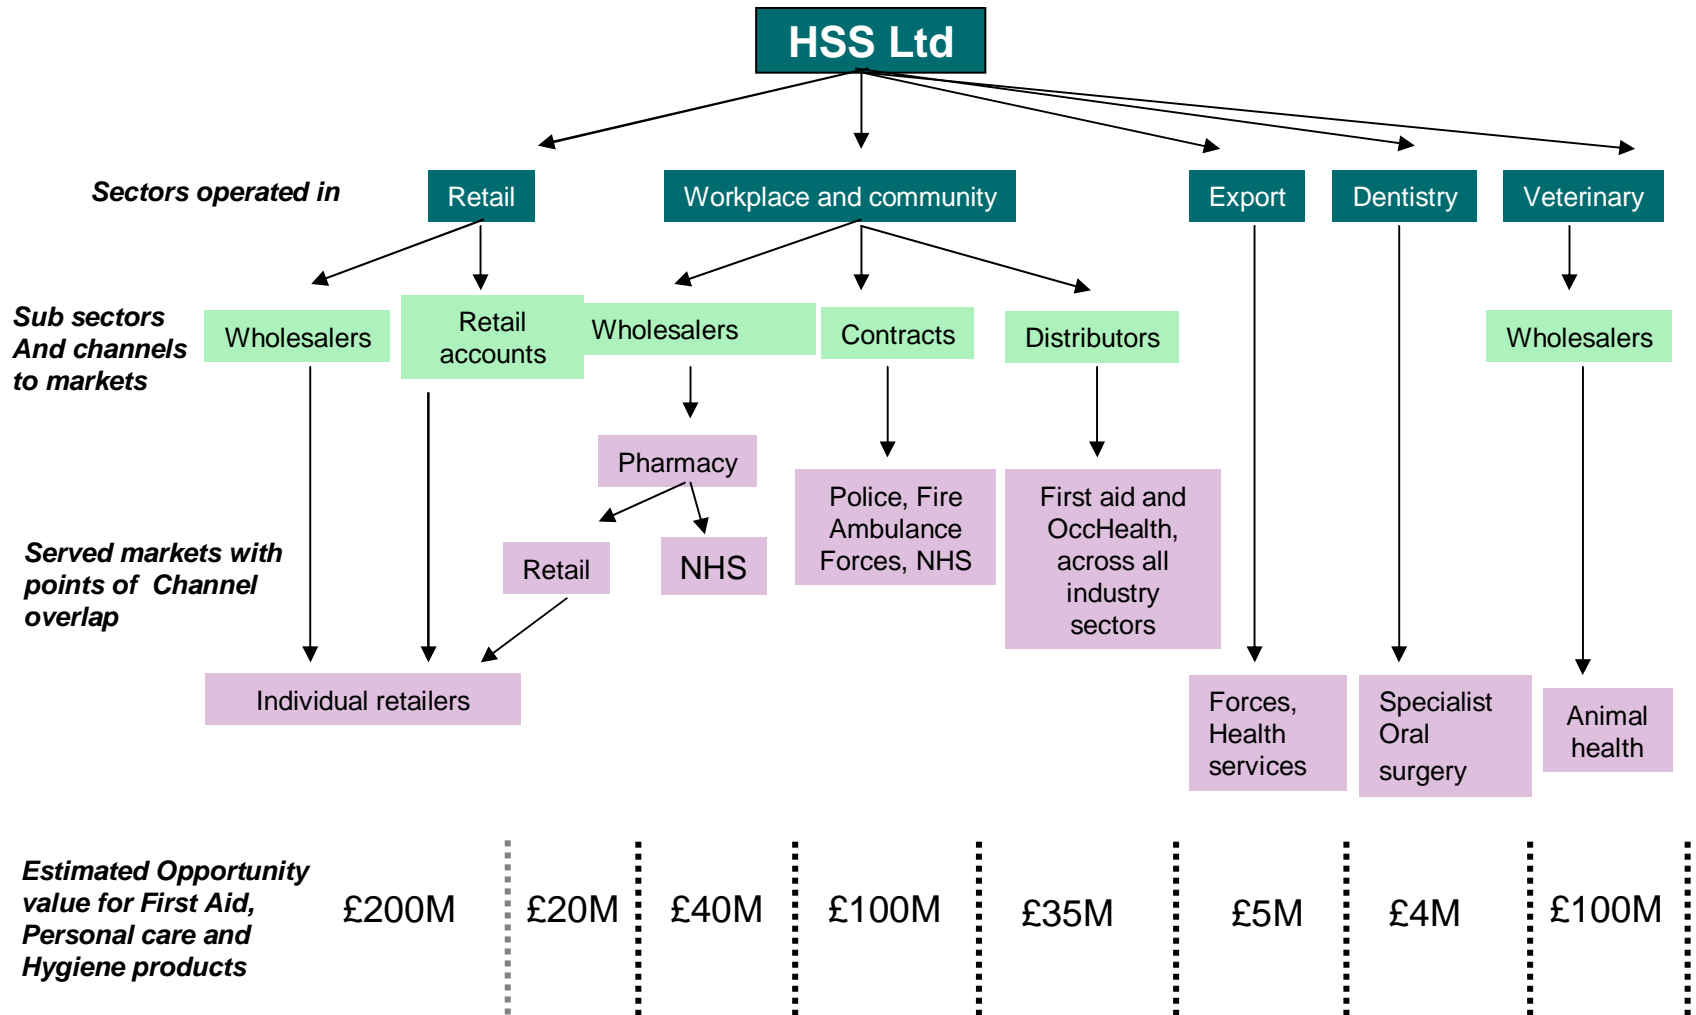 HSS Ltd
Sectors operated in
Retail
Workplace and community
Export
Dentistry
Veterinary
Sub sectors
And channels
to markets
Wholesalers
Retail
accounts
Wholesalers
Contracts
Distributors
Wholesalers
Pharmacy
Police, Fire
Ambulance
Forces, NHS
First aid and
OccHealth,
across all
industry
sectors
Served markets with
points of Channel
overlap
Retail
NHS
Individual retailers
Forces,
Health
services
Specialist
Oral
surgery
Animal
health
Estimated Opportunity
value for First Aid,
Personal care and
Hygiene products
£200M
£20M
£40M
£100M
£35M
£5M
£4M
£100M